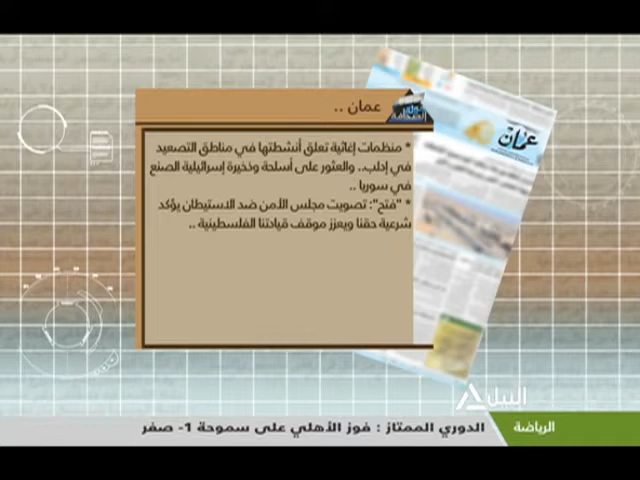 عمان ..
جولة الصحافة
عمان
* منظمات إغاثية تعلق أنشطتها في مناطق التصعيد
في إدلب.. والعثور على أسلحة وذخيرة إسرائيلية الصنع
في سوريا ..
* "فتح": تصويت مجلس الأمن ضد الاستيطان يؤكد
شرعية حقنا ويعزز موقف قيادتنا الفلسطينية ..
النيل
الرياضة
الدوري الممتاز : فوز الأهلي على سموحة 1- صفر